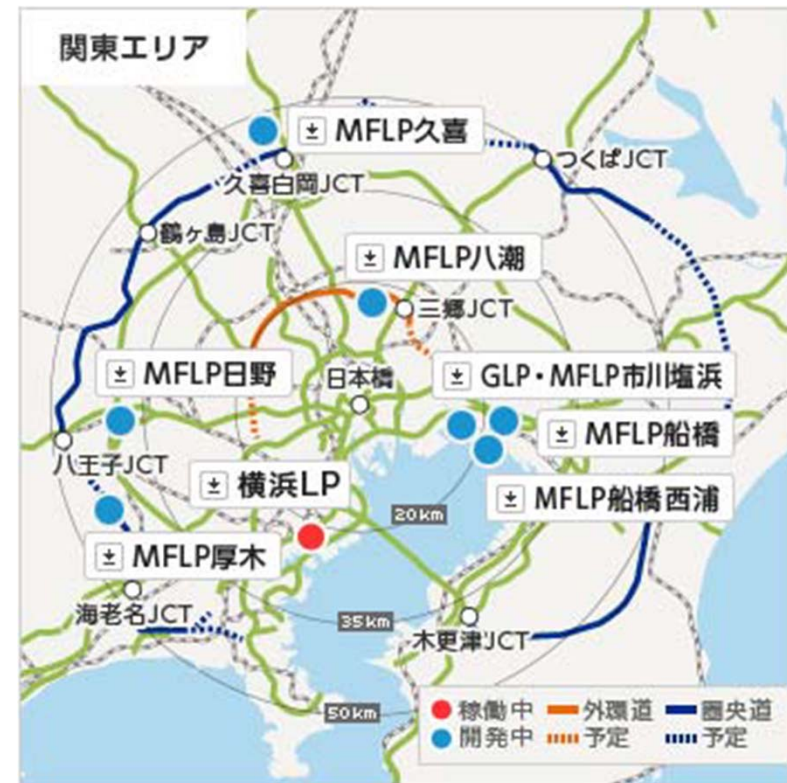 関東エリア
MFLP久喜
久喜白岡JCT
つくばJCT
鶴ヶ島JCT
MFLP八潮
三郷JCT
MFLP日野
日本橋
GLP・MFLP市川塩浜
MFLP船橋
八王子JCT
横浜LP
MFLP船橋西浦
20km
MFLP厚木
海老名JCT
35km
木更津JCT
50km
稼働中 外環道 圏央道
開発中 予定 予定